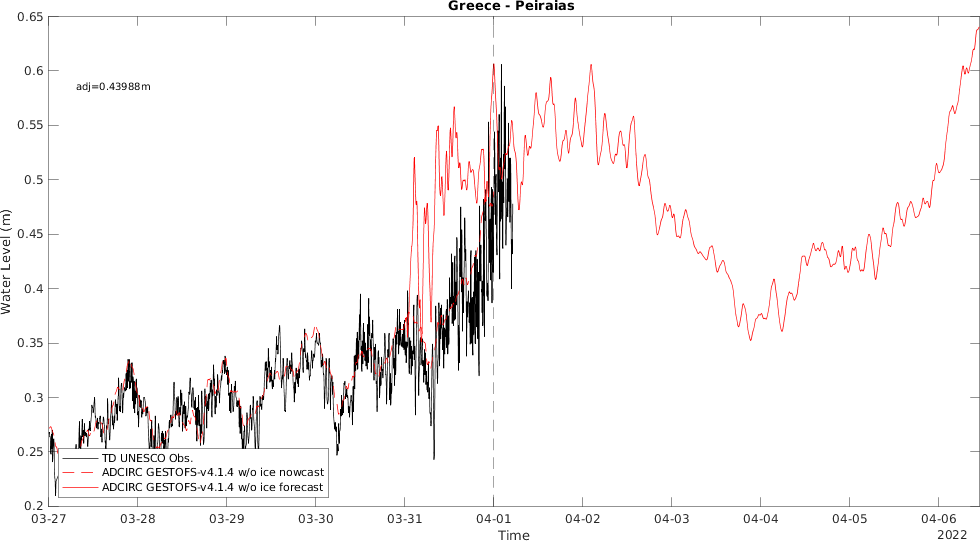 Greece - Peiraias
0.65
0.6
0.55
0.5
0.45
0.4
0.35
0.3
0.25
0.2
Water Level (m)
adj=0.43988m
TD UNESCO Obs.
ADCIRC GESTOFS-v4.1.4 w/o ice nowcast
ADCIRC GESTOFS-v4.1.4 w/o ice forecast
03-27 03-28 03-29 03-30 03-31 04-01 04-02 04-03 04-04 04-05 04-06
Time 2022